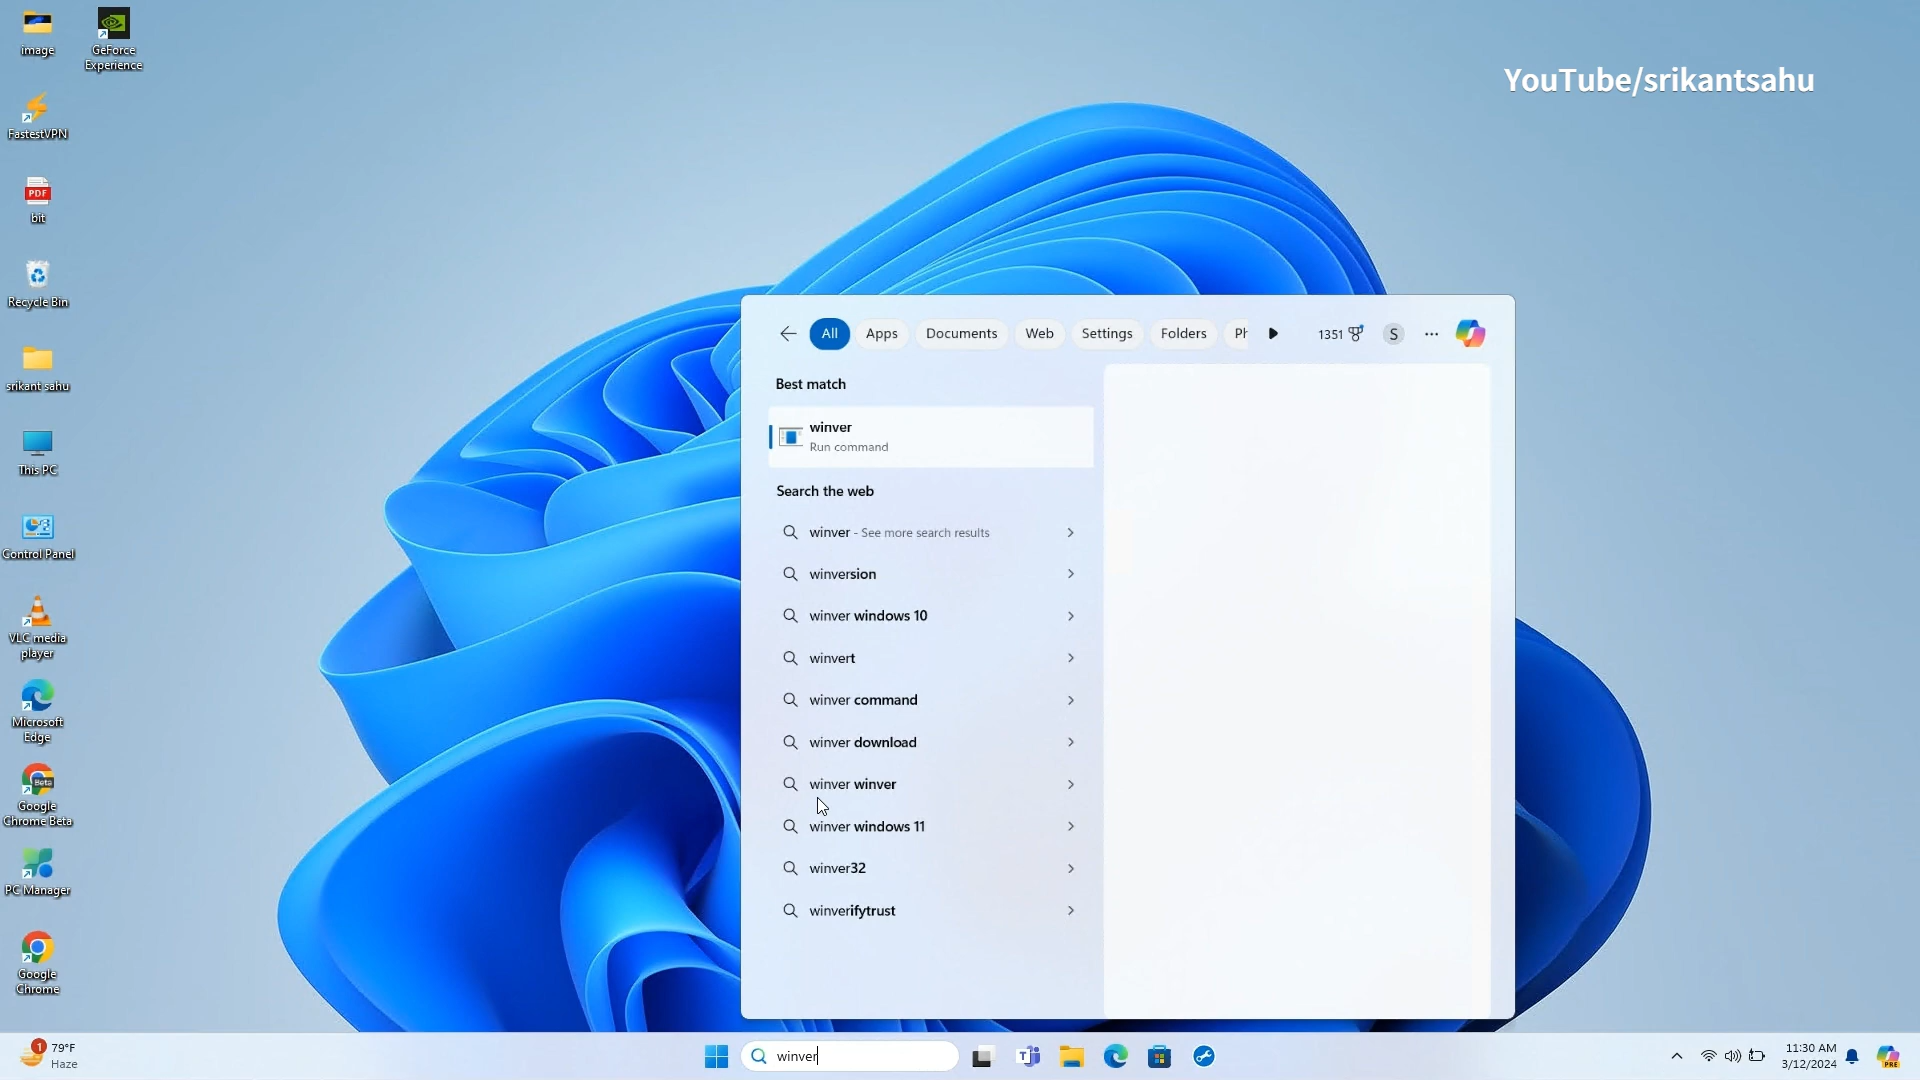 image
GeForce
Experience
FastestVPN
PDF
bit
Recycle Bin
srikant sahu
This PC
Control Panel
VLC media
player
Microsoft
Edge
Beta
Google
Chrome Beta
PC Manager
Google
Chrome
YouTube/srikantsahu
All Apps Documents Web Settings Folders Ph 1351 S ...
Best match
winver
Run command
Search the web
winver - See more search results
winversion
winver windows 10
winvert
winver command
winver download
winver winver
winver windows 11
winver32
winverifytrust
1
79°F
Haze
winver
11:30 AM
3/12/2024
PRE